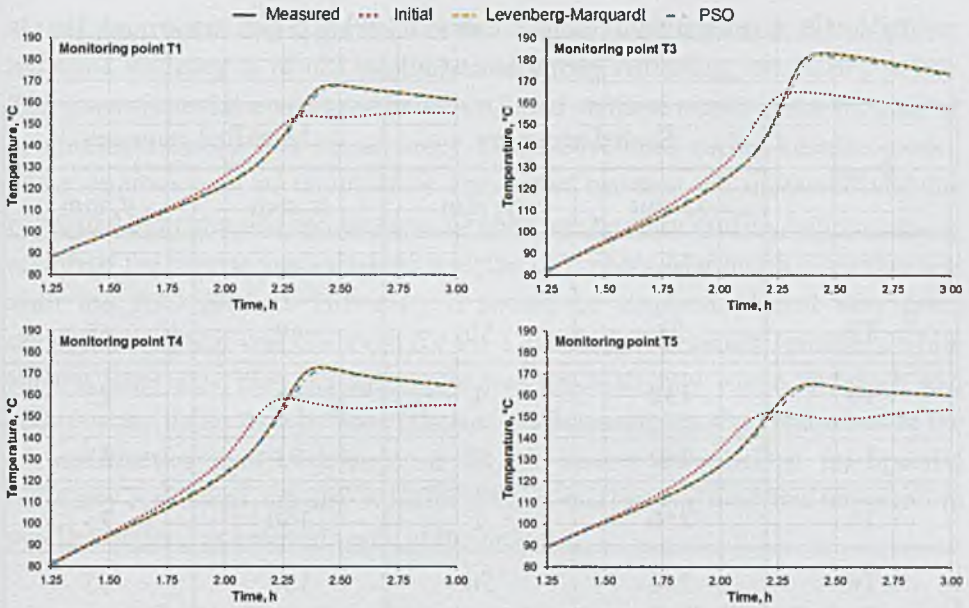 Measured Initial Levenberg-Marquardt PSO
Monitoring point T1
Temperature, °C
190
180
170
160
150
140
130
120
110
100
90
80
1.25 1.50 1.75 2.00 2.25 2.50 2.75 3.00
Time, h
Monitoring point T3
Temperature, °C
190
180
170
160
150
140
130
120
110
100
90
80
1.25 1.50 1.75 2.00 2.25 2.50 2.75 3.00
Time, h
Monitoring point T4
Temperature, °C
190
180
170
160
150
140
130
120
110
100
90
80
1.25 1.50 1.75 2.00 2.25 2.50 2.75 3.00
Time, h
Monitoring point T5
Temperature, °C
190
180
170
160
150
140
130
120
110
100
90
80
1.25 1.50 1.75 2.00 2.25 2.50 2.75 3.00
Time, h